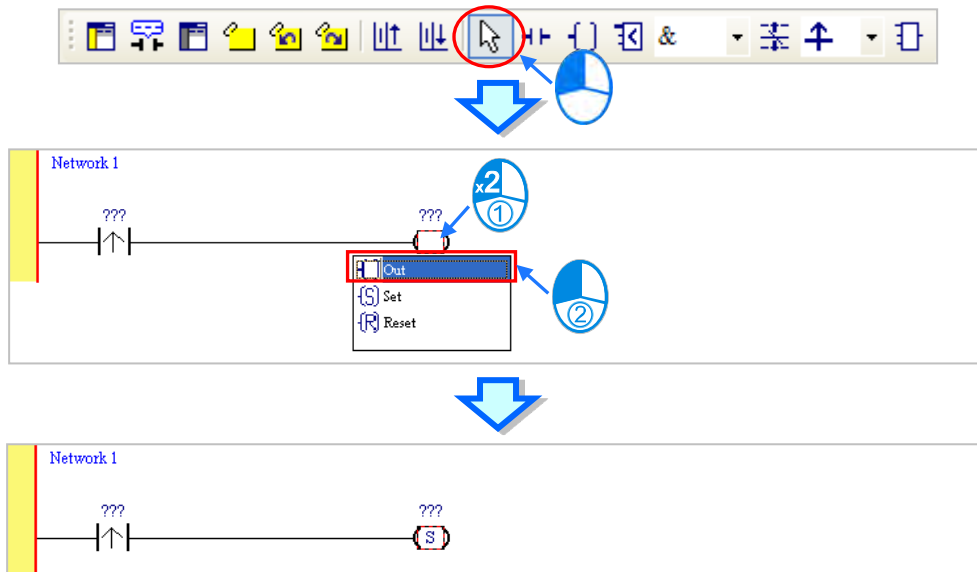 &
Network 1
x2
???
???
①
Out
(S) Set
(R) Reset
②
Network 1
???
???
S